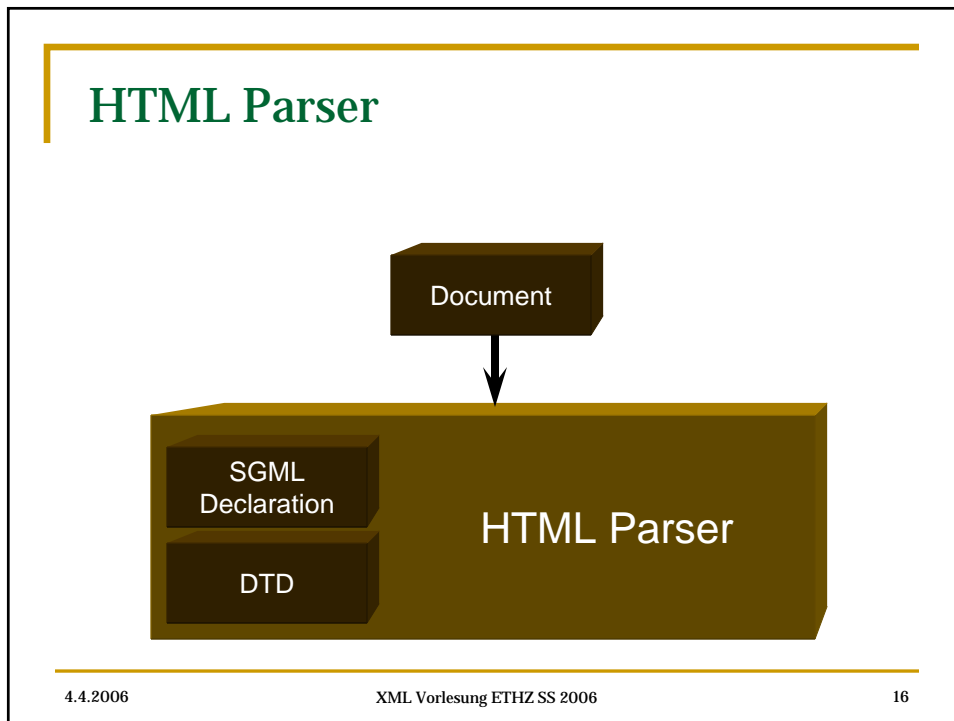 HTML Parser
Document
SGML
Declaration
HTML Parser
DTD
4.4.2006
XML Vorlesung ETHZ SS 2006
16